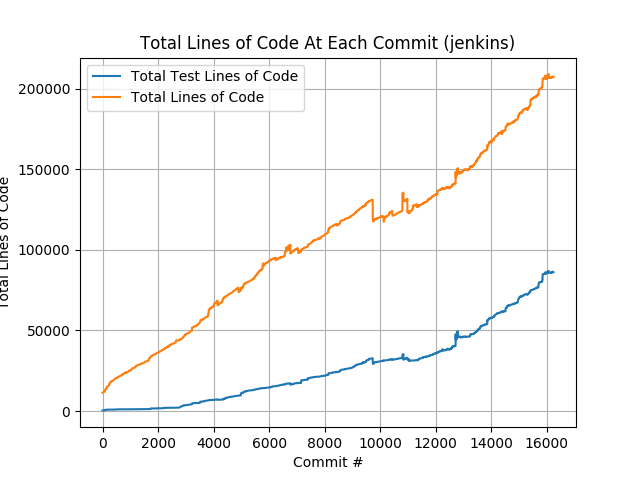 Total Lines of Code At Each Commit (jenkins)
Total Test Lines of Code
Total Lines of Code
200000
150000
100000
50000
0
Total Lines of Code
0 2000 4000 6000 8000 10000 12000 14000 16000
Commit #